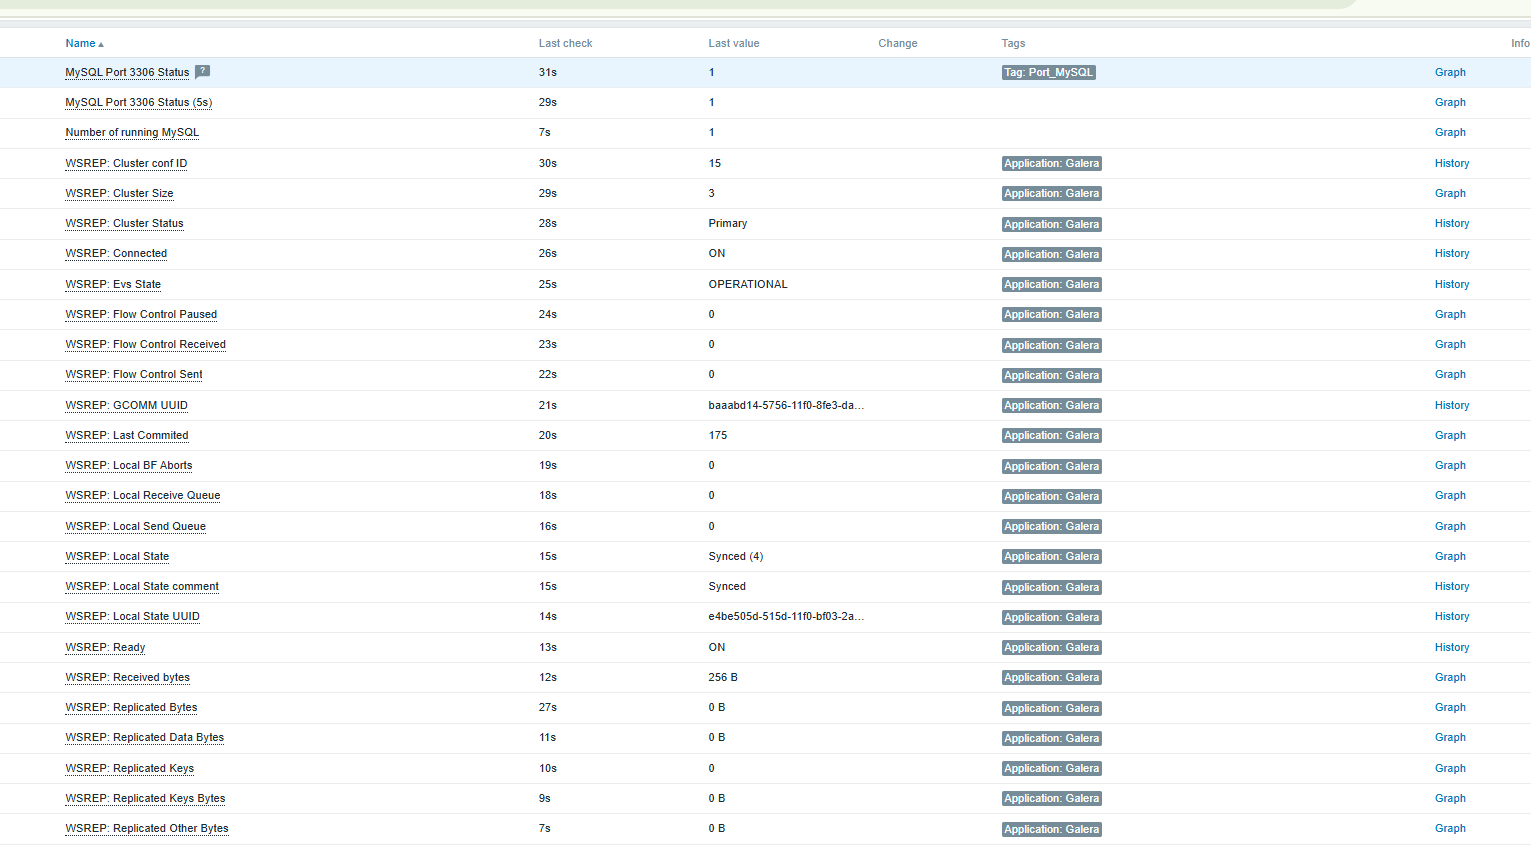 Name ▲ Last check Last value Change Tags Info
MySQL Port 3306 Status ? 31s 1 Tag: Port_MySQL Graph
MySQL Port 3306 Status (5s) 29s 1 Graph
Number of running MySQL 7s 1 Graph
WSREP: Cluster conf ID 30s 15 Application: Galera History
WSREP: Cluster Size 29s 3 Application: Galera Graph
WSREP: Cluster Status 28s Primary Application: Galera History
WSREP: Connected 26s ON Application: Galera History
WSREP: Evs State 25s OPERATIONAL Application: Galera History
WSREP: Flow Control Paused 24s 0 Application: Galera Graph
WSREP: Flow Control Received 23s 0 Application: Galera Graph
WSREP: Flow Control Sent 22s 0 Application: Galera Graph
WSREP: GCOMM UUID 21s baaabd14-5756-11f0-8fe3-da... Application: Galera History
WSREP: Last Commited 20s 175 Application: Galera Graph
WSREP: Local BF Aborts 19s 0 Application: Galera Graph
WSREP: Local Receive Queue 18s 0 Application: Galera Graph
WSREP: Local Send Queue 16s 0 Application: Galera Graph
WSREP: Local State 15s Synced (4) Application: Galera Graph
WSREP: Local State comment 15s Synced Application: Galera History
WSREP: Local State UUID 14s e4be505d-515d-11f0-bf03-2a... Application: Galera History
WSREP: Ready 13s ON Application: Galera History
WSREP: Received bytes 12s 256 B Application: Galera Graph
WSREP: Replicated Bytes 27s 0 B Application: Galera Graph
WSREP: Replicated Data Bytes 11s 0 B Application: Galera Graph
WSREP: Replicated Keys 10s 0 Application: Galera Graph
WSREP: Replicated Keys Bytes 9s 0 B Application: Galera Graph
WSREP: Replicated Other Bytes 7s 0 B Application: Galera Graph